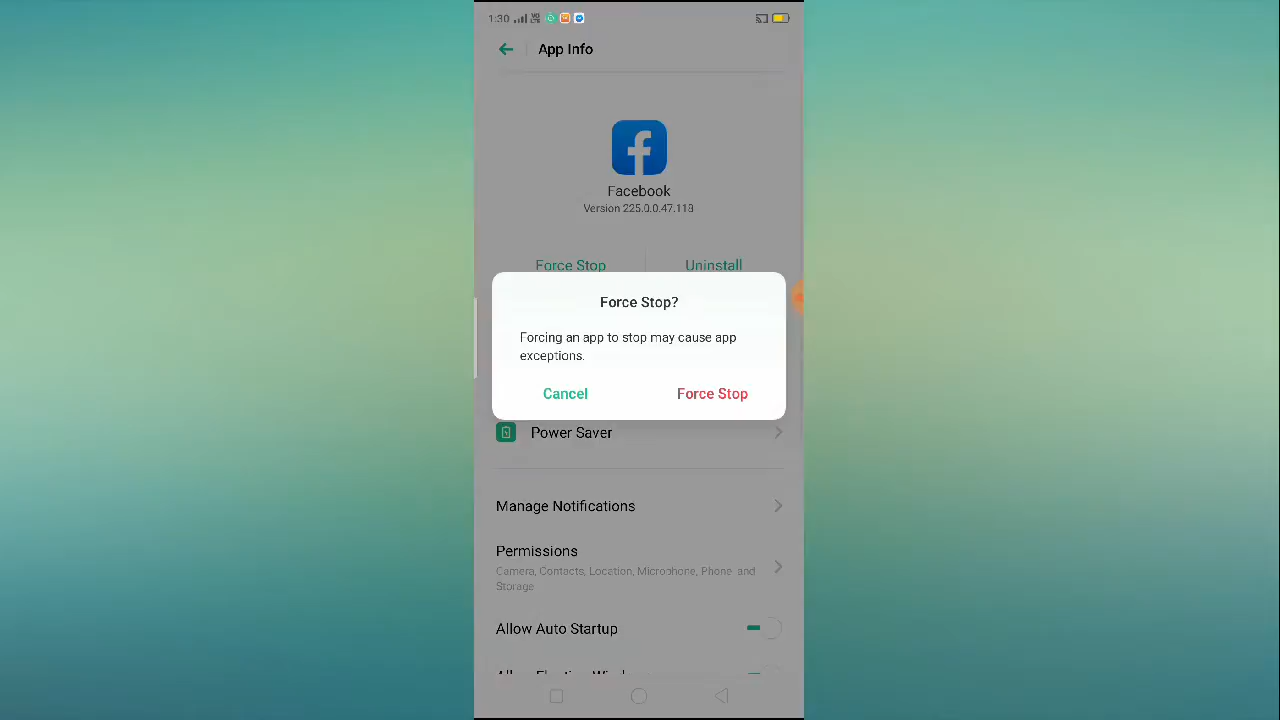 1:30
App Info
Facebook
Version 225.0.0.47.118
Force Stop Uninstall
Force Stop?
Forcing an app to stop may cause app
exceptions.
Cancel Force Stop
Power Saver
Manage Notifications
Permissions
Camera, Contacts, Location, Microphone, Phone, and
Storage
Allow Auto Startup